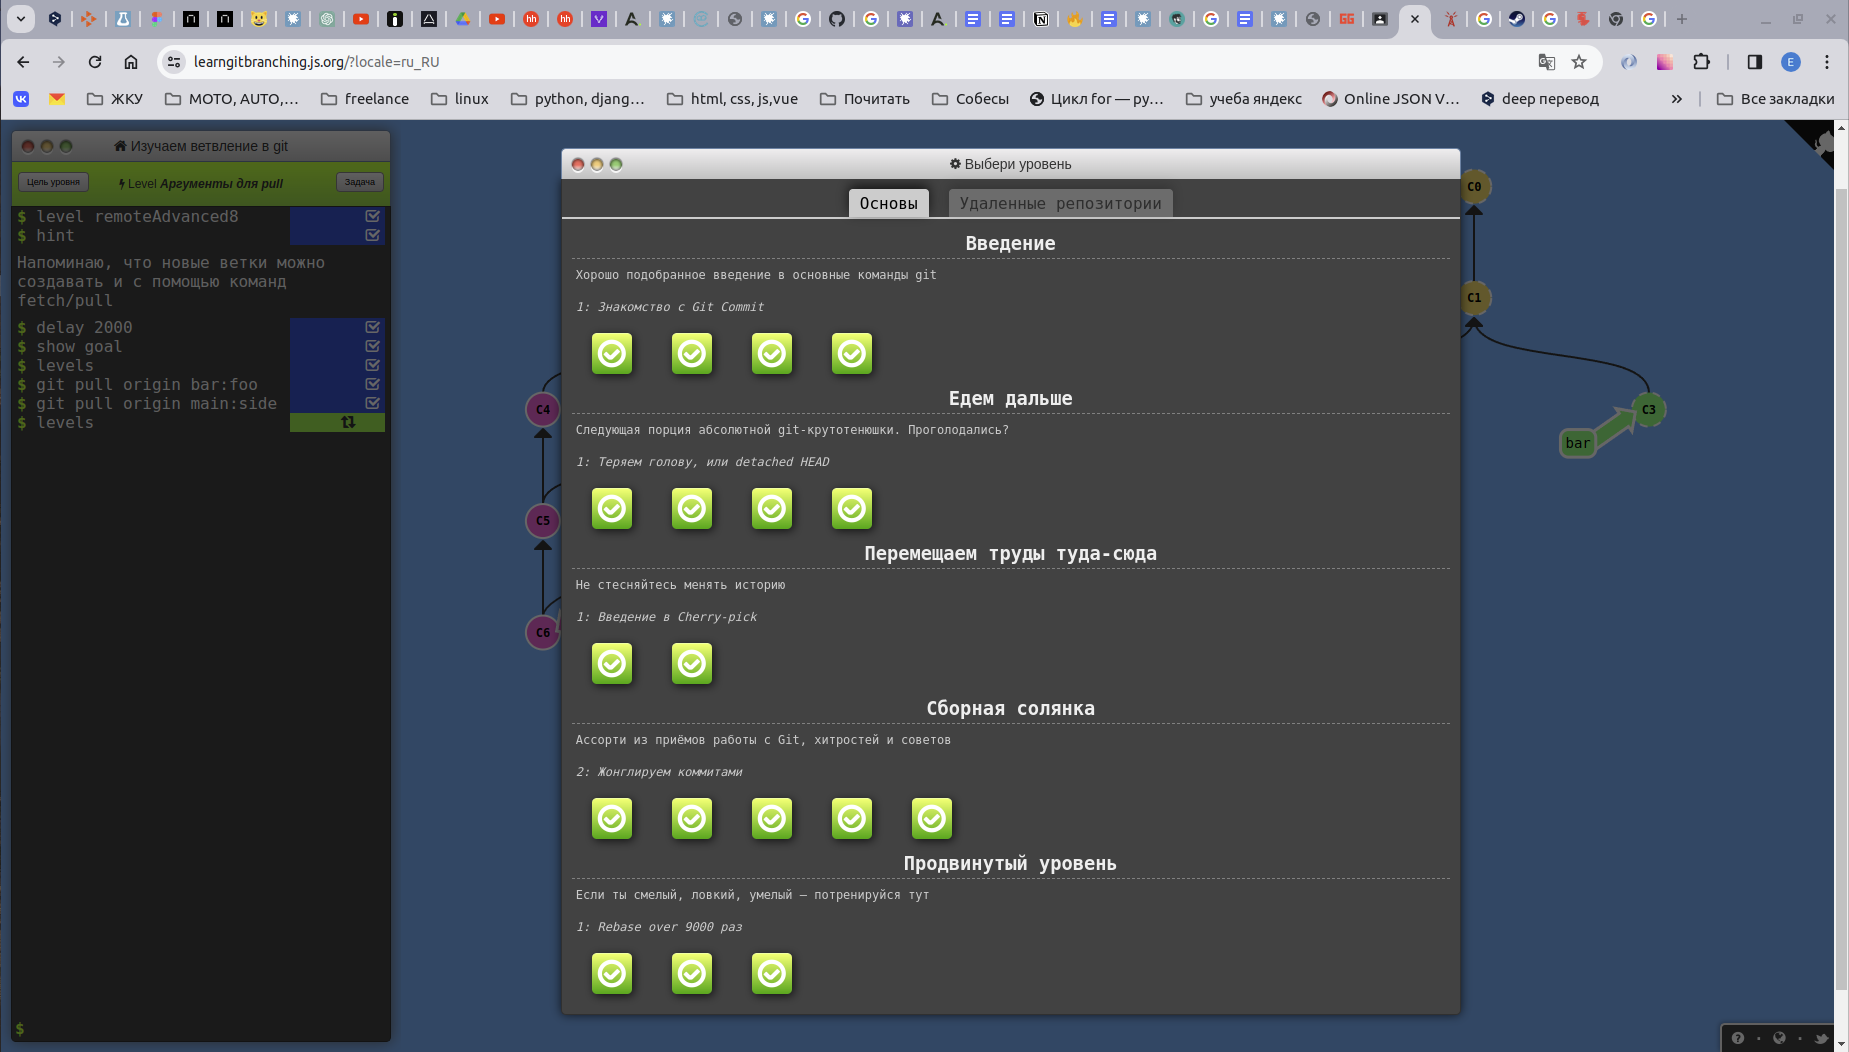 learngitbranching.js.org/?locale=ru_RU
E
ЖКУ
МОТО, AUTO,…
freelance
linux
python, djang…
html, css, js,vue
Почитать
Собесы
Цикл for — py…
учеба яндекс
Online JSON V…
deep перевод
»
Все закладки
Изучаем ветвление в git
Цель уровня
Level Аргументы для pull
Задача
$ level remoteAdvanced8
$ hint
Напоминаю, что новые ветки можно
создавать и с помощью команд
fetch/pull
$ delay 2000
$ show goal
$ levels
$ git pull origin bar:foo
$ git pull origin main:side
$ levels
$
Выбери уровень
Основы
Удаленные репозитории
Введение
Хорошо подобранное введение в основные команды git
1: Знакомство с Git Commit
Едем дальше
Следующая порция абсолютной git-крутотенюшки. Проголодались?
1: Теряем голову, или detached HEAD
Перемещаем труды туда-сюда
Не стесняйтесь менять историю
1: Введение в Cherry-pick
Сборная солянка
Ассорти из приёмов работы с Git, хитростей и советов
2: Жонглируем коммитами
Продвинутый уровень
Если ты смелый, ловкий, умелый — потренируйся тут
1: Rebase over 9000 раз
C4
C5
C6
C0
C1
C3
bar